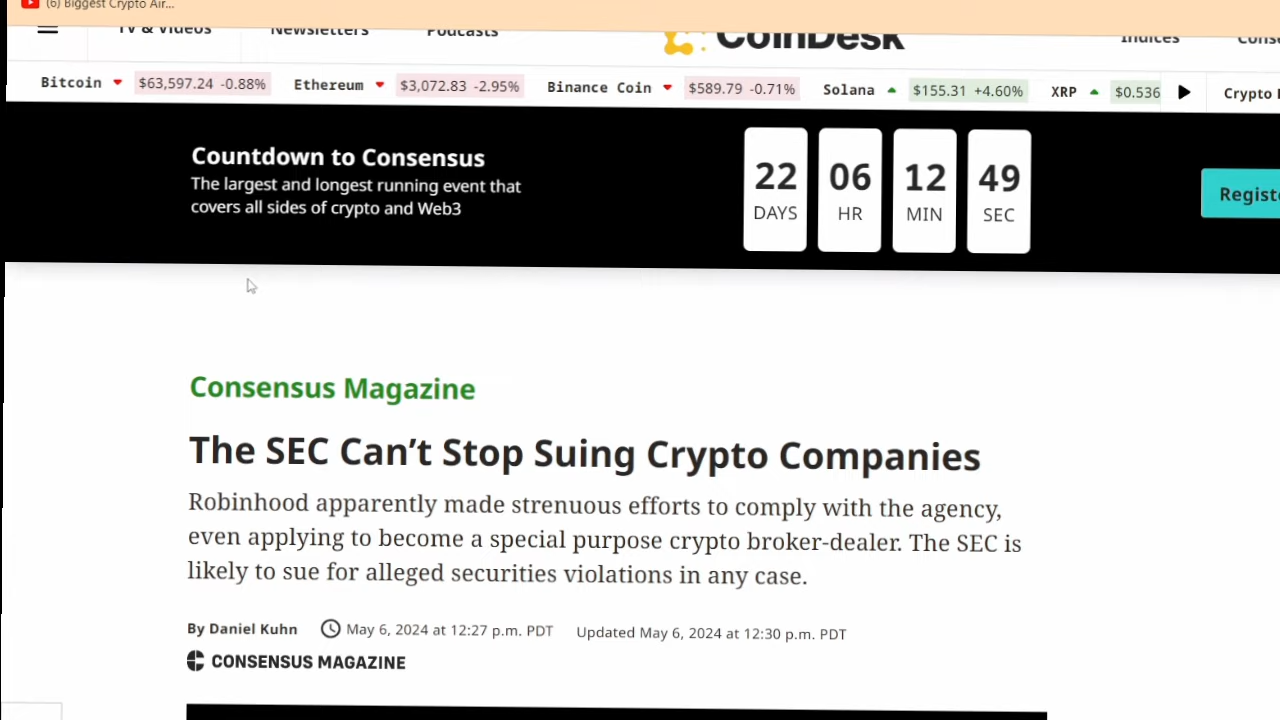 (6) Biggest Crypto Air...
TV & Videos Newsletters Podcasts CoinDesk Indices
Bitcoin $63,597.24 -0.88% Ethereum $3,072.83 -2.95% Binance Coin $589.79 -0.71% Solana $155.31 +4.60% XRP $0.536 Crypto
Countdown to Consensus
The largest and longest running event that
covers all sides of crypto and Web3
22 06 12 49
DAYS HR MIN SEC
Registe
Consensus Magazine
The SEC Can’t Stop Suing Crypto Companies
Robinhood apparently made strenuous efforts to comply with the agency,
even applying to become a special purpose crypto broker-dealer. The SEC is
likely to sue for alleged securities violations in any case.
By Daniel Kuhn May 6, 2024 at 12:27 p.m. PDT Updated May 6, 2024 at 12:30 p.m. PDT
CONSENSUS MAGAZINE